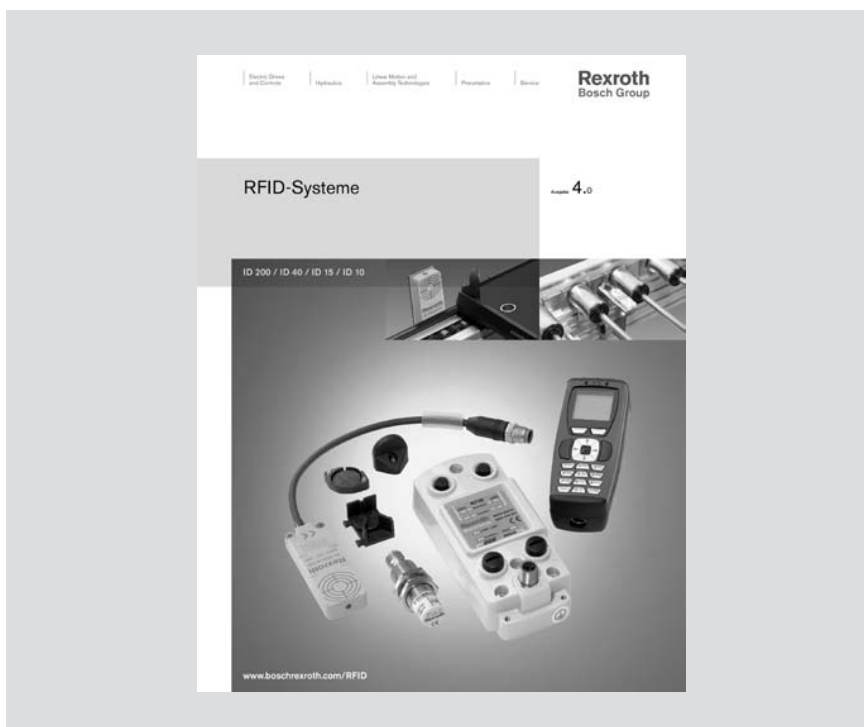 Electric Drives
and Controls
Hydraulics
Linear Motion and
Assembly Technologies
Pneumatics
Service
Rexroth
Bosch Group
RFID-Systeme
Ausgabe 4.0
ID 200 / ID 40 / ID 15 / ID 10
Rexroth
www.boschrexroth.com/RFID